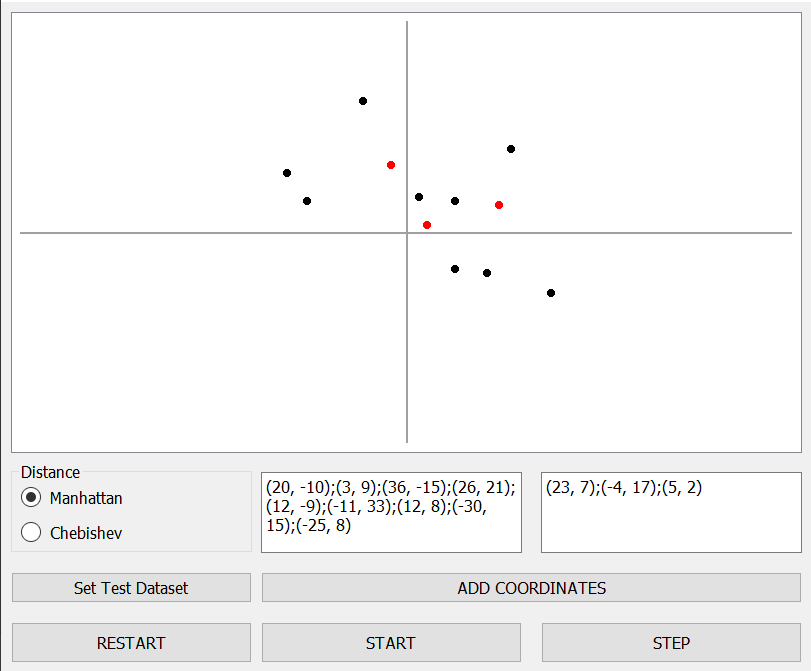 Distance
Manhattan
Chebishev
(20, -10);(3, 9);(36, -15);(26, 21);
(12, -9);(-11, 33);(12, 8);(-30,
15);(-25, 8)
(23, 7);(-4, 17);(5, 2)
Set Test Dataset
ADD COORDINATES
RESTART
START
STEP